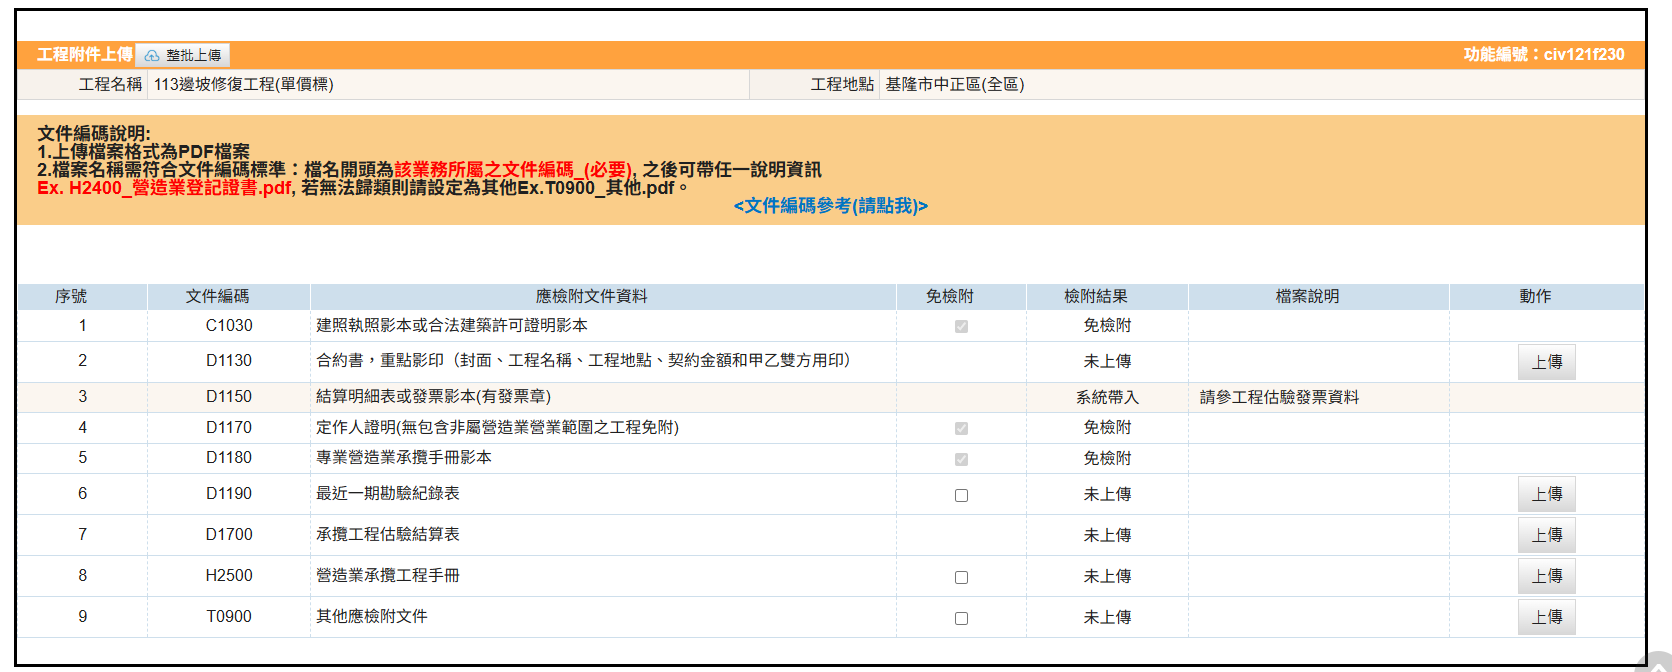 工程附件上傳 整批上傳 功能編號：civ121f230
工程名稱 113邊坡修復工程(單價標) 工程地點 基隆市中正區(全區)
文件編碼說明:
1.上傳檔案格式為PDF檔案
2.檔案名稱需符合文件編碼標準：檔名開頭為該業務所屬之文件編碼_(必要), 之後可帶任一說明資訊
Ex. H2400_營造業登記證書.pdf, 若無法歸類則請設定為其他Ex.T0900_其他.pdf。
<文件編碼參考(請點我)>
序號 文件編碼 應檢附文件資料 免檢附 檢附結果 檔案說明 動作
1 C1030 建照執照影本或合法建築許可證明影本 免檢附
2 D1130 合約書，重點影印（封面、工程名稱、工程地點、契約金額和甲乙雙方用印） 未上傳 上傳
3 D1150 結算明細表或發票影本(有發票章) 系統帶入 請參工程估驗發票資料
4 D1170 定作人證明(無包含非屬營造業營業範圍之工程免附) 免檢附
5 D1180 專業營造業承攬手冊影本 免檢附
6 D1190 最近一期勘驗紀錄表 未上傳 上傳
7 D1700 承攬工程估驗結算表 未上傳 上傳
8 H2500 營造業承攬工程手冊 未上傳 上傳
9 T0900 其他應檢附文件 未上傳 上傳